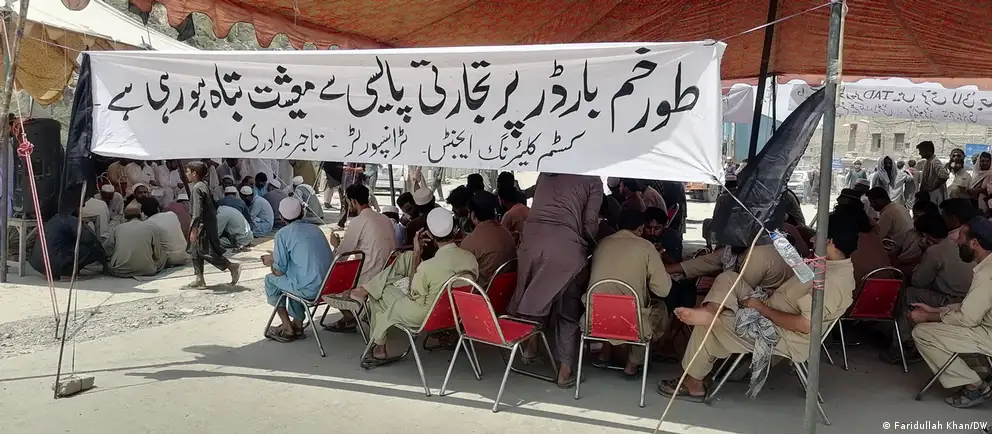 طورخم بارڈر پر تجارتی پالیسی سے معیشت تباہ ہو رہی ہے
کسٹم کلیئرنگ ایجنٹس - ٹرانسپورٹرز - تاجر برادری -
TAD
© Faridullah Khan/DW